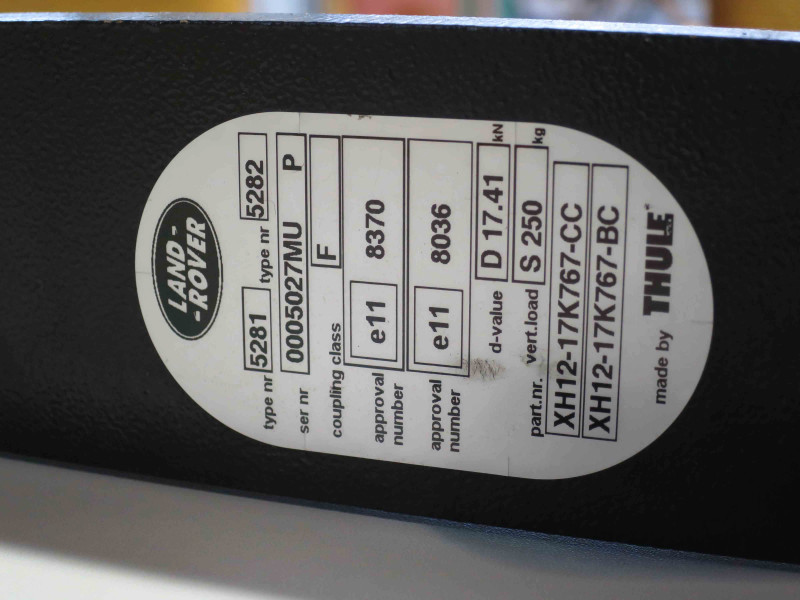 LAND-
-ROVER
type nr 5281 type nr 5282
ser nr 0005027MU P
coupling class F
approval number e11 8370
approval number e11 8036
d-value D 17.41 kN
vert.load S 250 kg
part.nr.
XH12-17K767-CC
XH12-17K767-BC
made by THULE